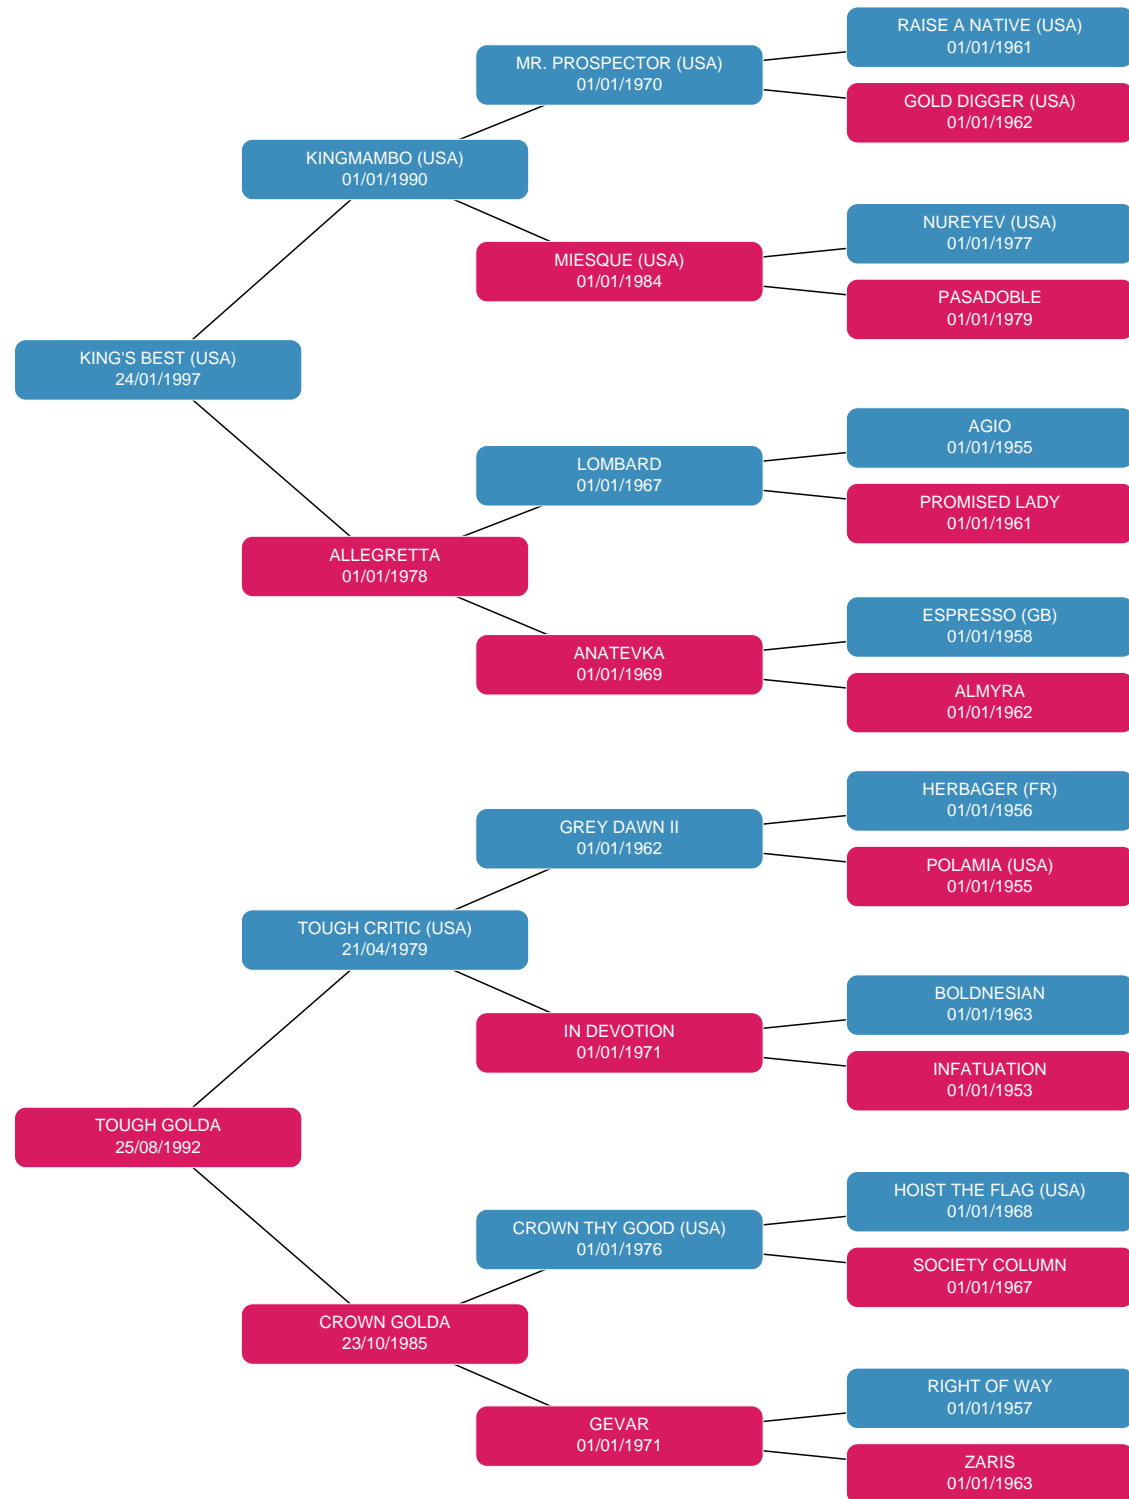 RAISE A NATIVE (USA)
01/01/1961
MR. PROSPECTOR (USA)
01/01/1970
GOLD DIGGER (USA)
01/01/1962
KINGMAMBO (USA)
01/01/1990
NUREYEV (USA)
01/01/1977
MIESQUE (USA)
01/01/1984
PASADOBLE
01/01/1979
KING'S BEST (USA)
24/01/1997
AGIO
01/01/1955
LOMBARD
01/01/1967
PROMISED LADY
01/01/1961
ALLEGRETTA
01/01/1978
ESPRESSO (GB)
01/01/1958
ANATEVKA
01/01/1969
ALMYRA
01/01/1962
HERBAGER (FR)
01/01/1956
GREY DAWN II
01/01/1962
POLAMIA (USA)
01/01/1955
TOUGH CRITIC (USA)
21/04/1979
BOLDNESIAN
01/01/1963
IN DEVOTION
01/01/1971
INFATUATION
01/01/1953
TOUGH GOLDA
25/08/1992
HOIST THE FLAG (USA)
01/01/1968
CROWN THY GOOD (USA)
01/01/1976
SOCIETY COLUMN
01/01/1967
CROWN GOLDA
23/10/1985
RIGHT OF WAY
01/01/1957
GEVAR
01/01/1971
ZARIS
01/01/1963